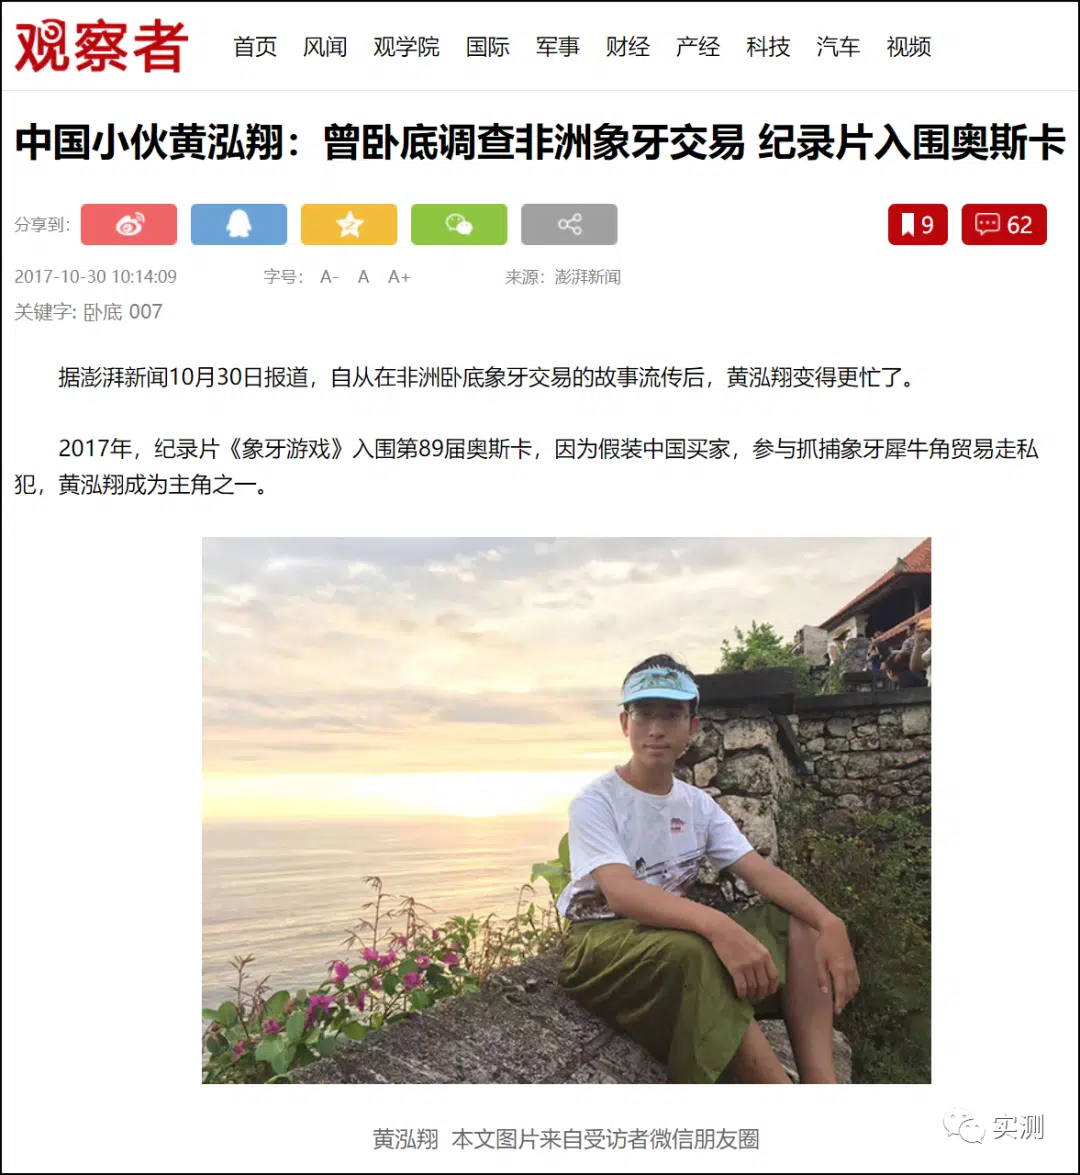 观察者 首页 风闻 观学院 国际 军事 财经 产经 科技 汽车 视频
中国小伙黄泓翔：曾卧底调查非洲象牙交易 纪录片入围奥斯卡
分享到: 9 62
2017-10-30 10:14:09 字号： A- A A+ 来源：澎湃新闻
关键字: 卧底 007
据澎湃新闻10月30日报道，自从在非洲卧底象牙交易的故事流传后，黄泓翔变得更忙了。
2017年，纪录片《象牙游戏》入围第89届奥斯卡，因为假装中国买家，参与抓捕象牙犀牛角贸易走私
犯，黄泓翔成为主角之一。
黄泓翔 本文图片来自受访者微信朋友圈
实测